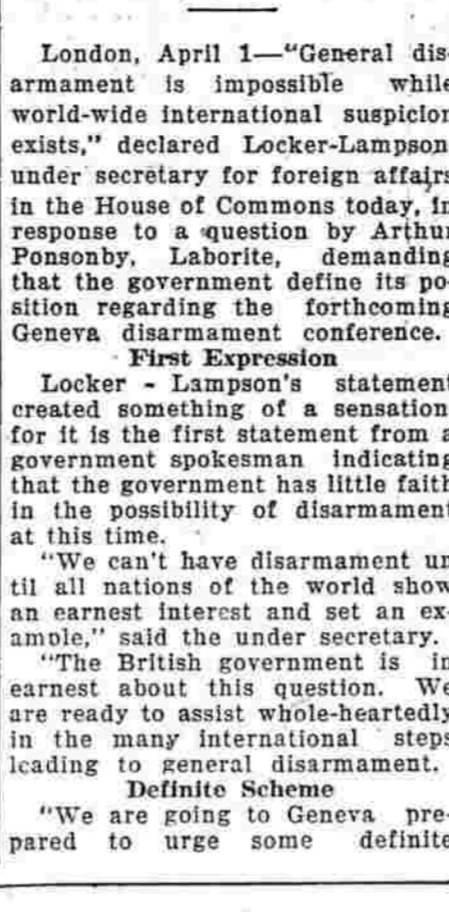 London, April 1—"General dis-
armament is impossible while
world-wide international suspicion
exists," declared Locker-Lampson
under secretary for foreign affairs
in the House of Commons today, in
response to a question by Arthur
Ponsonby, Laborite, demanding
that the government define its po-
sition regarding the forthcoming
Geneva disarmament conference.
First Expression
Locker - Lampson's statement
created something of a sensation
for it is the first statement from a
government spokesman indicating
that the government has little faith
in the possibility of disarmament
at this time.
"We can't have disarmament un
til all nations of the world show
an earnest interest and set an ex-
ample," said the under secretary.
"The British government is in
earnest about this question. We
are ready to assist whole-heartedly
in the many international steps
leading to general disarmament.
Definite Scheme
"We are going to Geneva pre-
pared to urge some definite